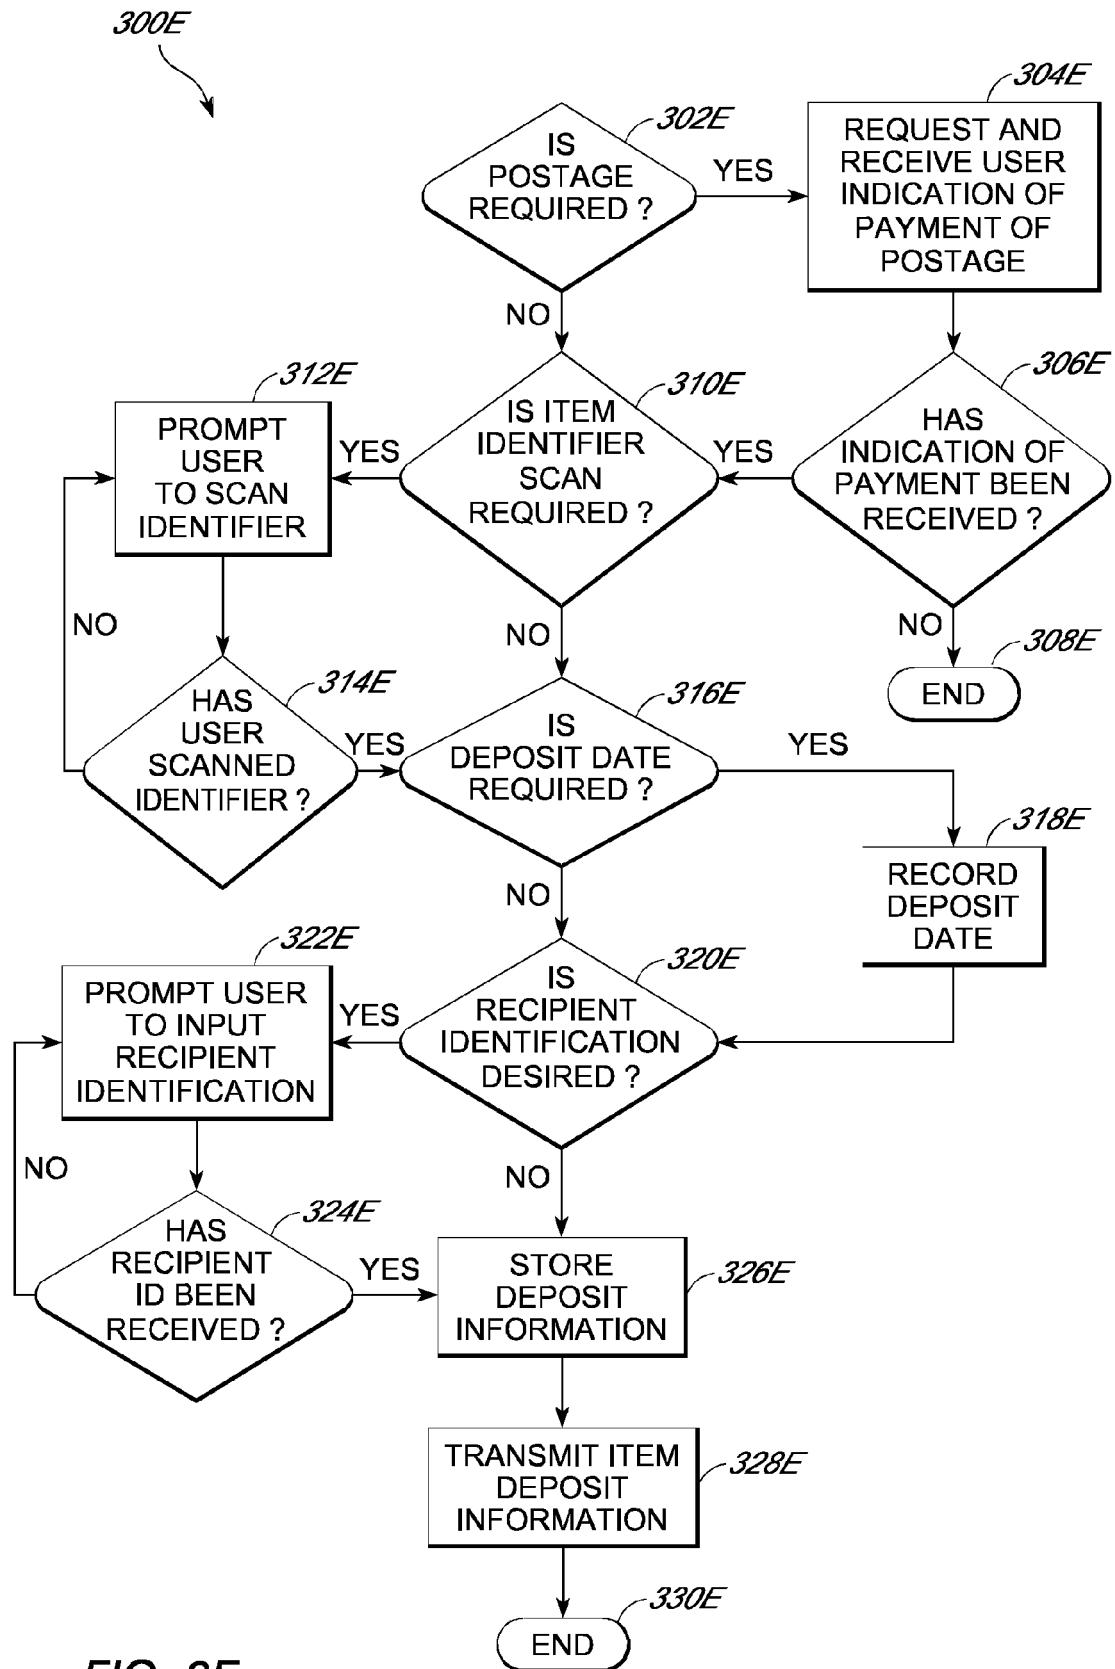 300E
302E
IS
POSTAGE
REQUIRED ?
YES
304E
REQUEST AND
RECEIVE USER
INDICATION OF
PAYMENT OF
POSTAGE
NO
312E
PROMPT
USER
TO SCAN
IDENTIFIER
YES
310E
IS ITEM
IDENTIFIER
SCAN
REQUIRED ?
YES
306E
HAS
INDICATION OF
PAYMENT BEEN
RECEIVED ?
NO
NO
NO
308E
END
314E
HAS
USER
SCANNED
IDENTIFIER ?
YES
316E
IS
DEPOSIT DATE
REQUIRED ?
YES
318E
RECORD
DEPOSIT
DATE
NO
322E
PROMPT USER
TO INPUT
RECIPIENT
IDENTIFICATION
YES
320E
IS
RECIPIENT
IDENTIFICATION
DESIRED ?
NO
NO
324E
HAS
RECIPIENT
ID BEEN
RECEIVED ?
YES
326E
STORE
DEPOSIT
INFORMATION
328E
TRANSMIT ITEM
DEPOSIT
INFORMATION
330E
END